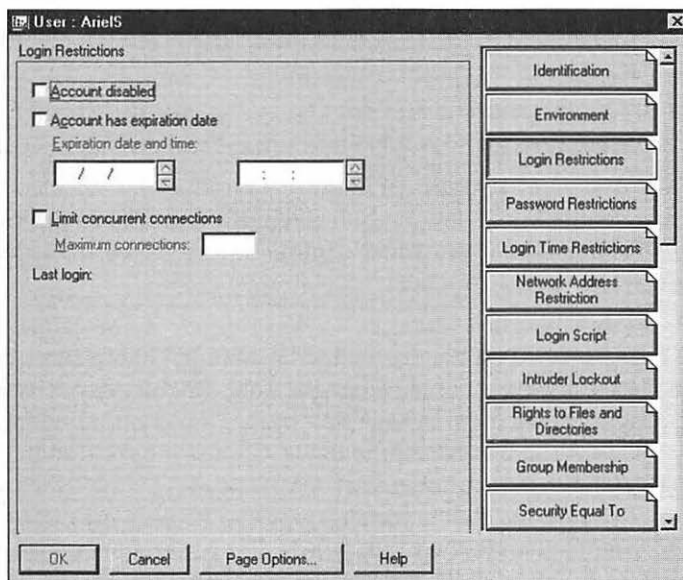 User : ArielS
Login Restrictions
Account disabled
Account has expiration date
Expiration date and time:
/ /
: :
Limit concurrent connections
Maximum connections:
Last login:
Identification
Environment
Login Restrictions
Password Restrictions
Login Time Restrictions
Network Address
Restriction
Login Script
Intruder Lockout
Rights to Files and
Directories
Group Membership
Security Equal To
OK
Cancel
Page Options...
Help